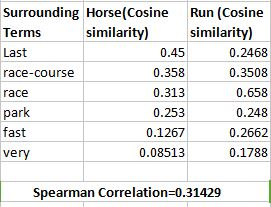 Surrounding Terms Horse(Cosine similarity) Run (Cosine similarity)
Last 0.45 0.2468
race-course 0.358 0.3508
race 0.313 0.658
park 0.253 0.248
fast 0.1267 0.2662
very 0.08513 0.1788
Spearman Correlation=0.31429